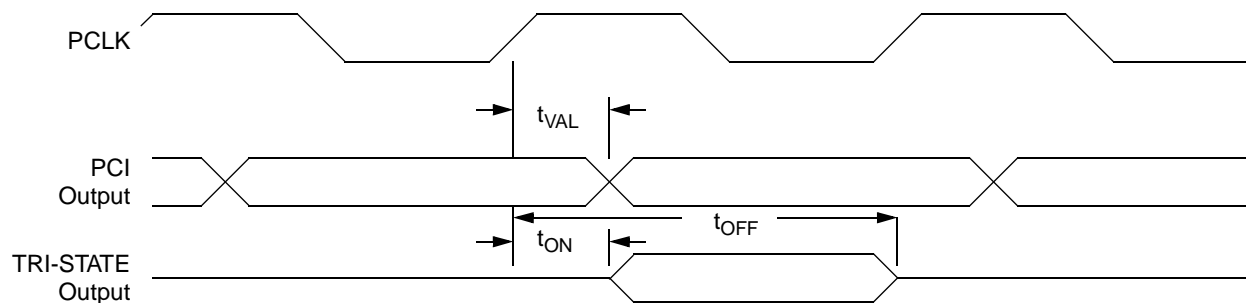 PCLK
tVAL
PCI
Output
tOFF
tON
TRI-STATE
Output